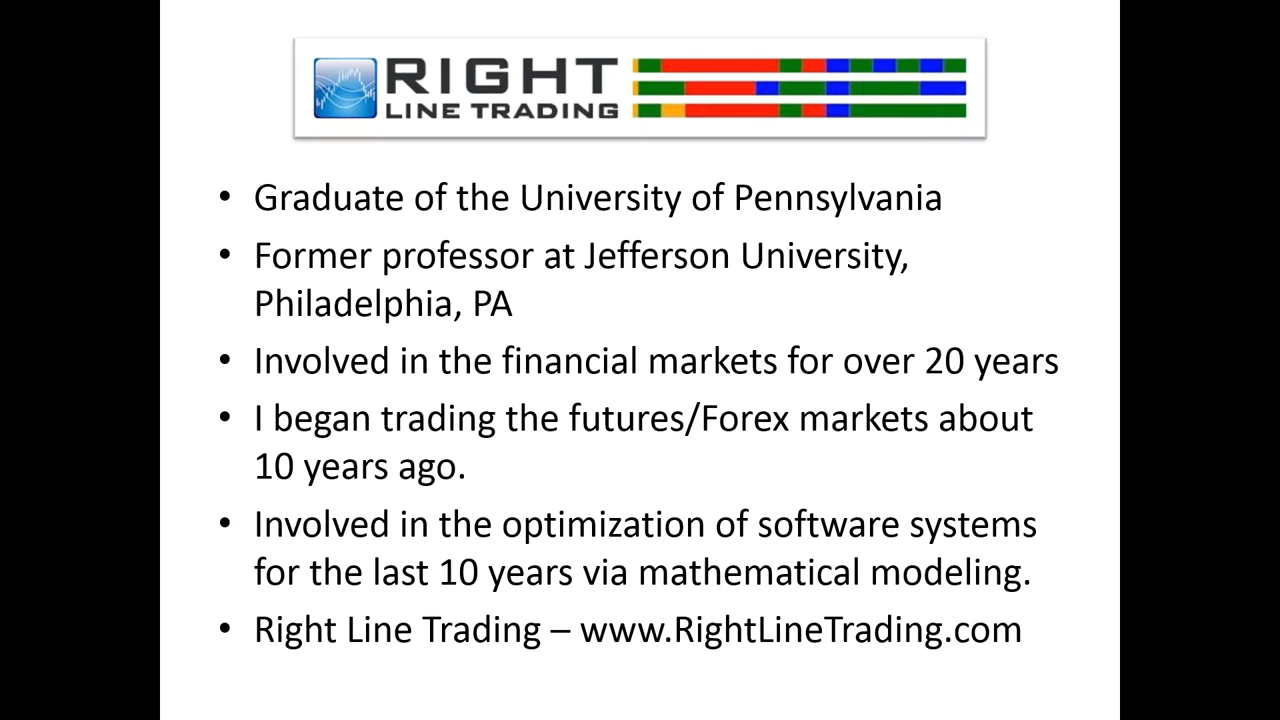 RIGHT
LINE TRADING
• Graduate of the University of Pennsylvania
• Former professor at Jefferson University,
Philadelphia, PA
• Involved in the financial markets for over 20 years
• I began trading the futures/Forex markets about
10 years ago.
• Involved in the optimization of software systems
for the last 10 years via mathematical modeling.
• Right Line Trading – www.RightLineTrading.com